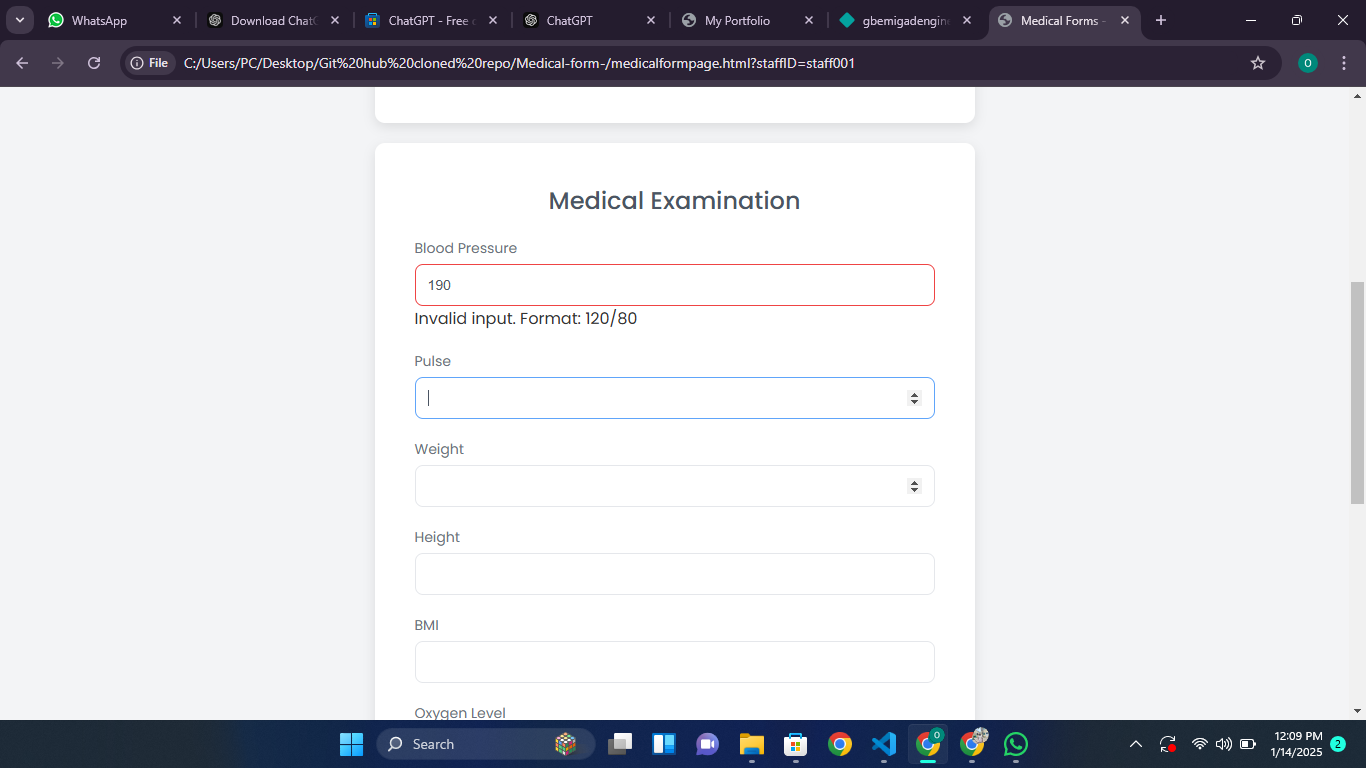 WhatsApp
Download ChatG
ChatGPT - Free c
ChatGPT
My Portfolio
gbemigadengine
Medical Forms -
File
C:/Users/PC/Desktop/Git%20hub%20cloned%20repo/Medical-form-/medicalformpage.html?staffID=staff001
O
Medical Examination
Blood Pressure
190
Invalid input. Format: 120/80
Pulse
Weight
Height
BMI
Oxygen Level
Search
O
12:09 PM
1/14/2025
2